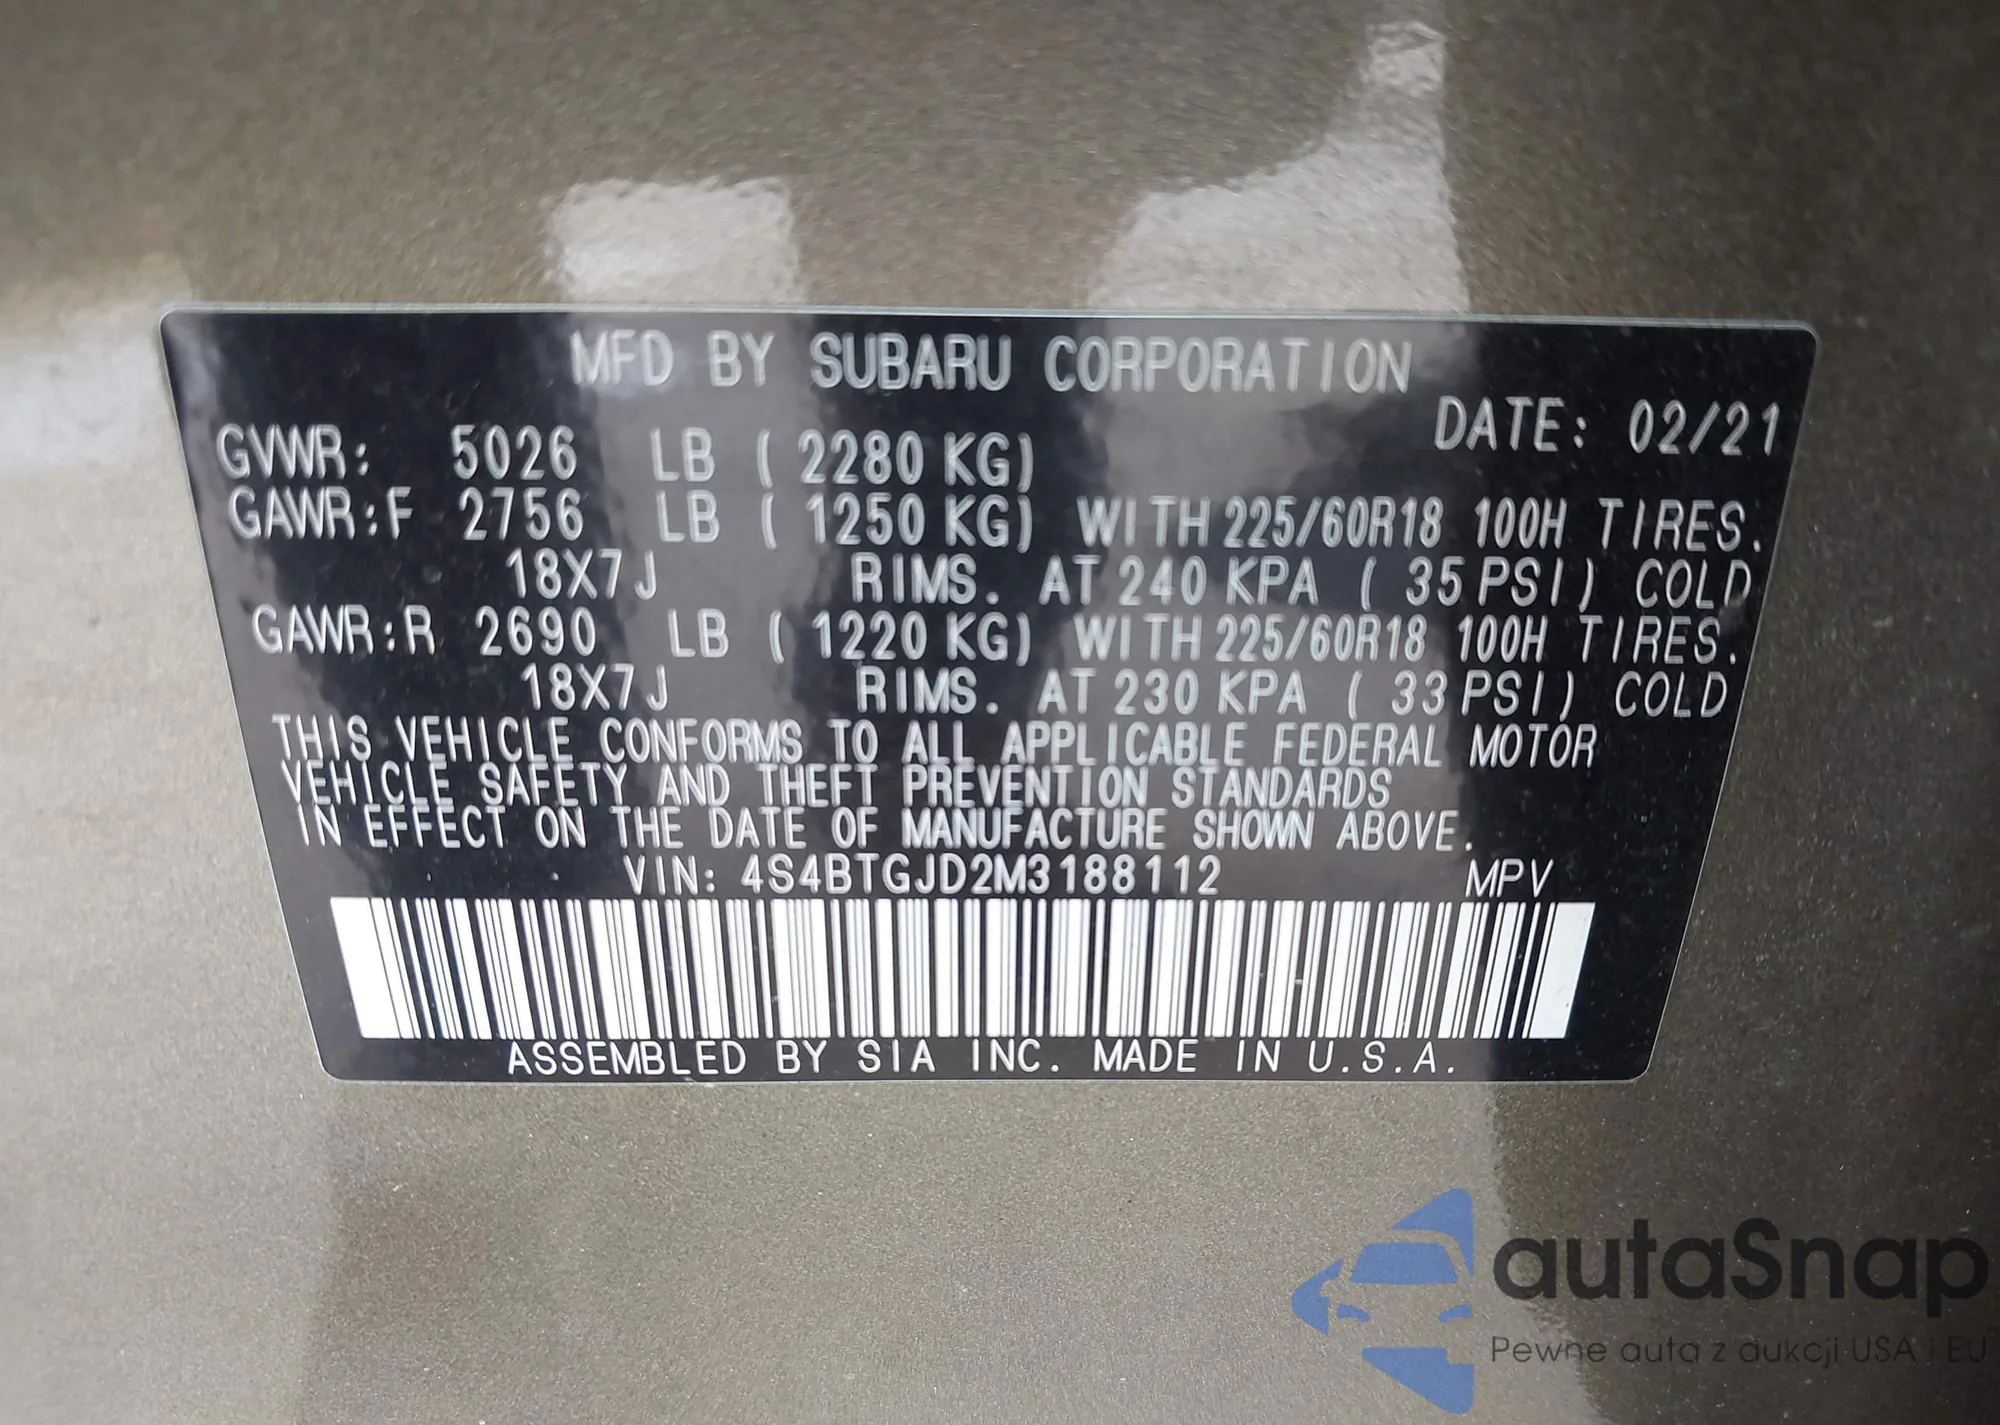 MFD BY SUBARU CORPORATION
DATE: 02/21
GVWR: 5026 LB ( 2280 KG)
GAWR:F 2756 LB ( 1250 KG) WITH 225/60R18 100H TIRES.
18X7J RIMS. AT 240 KPA ( 35 PSI) COLD
GAWR:R 2690 LB ( 1220 KG) WITH 225/60R18 100H TIRES.
18X7J RIMS. AT 230 KPA ( 33 PSI) COLD
THIS VEHICLE CONFORMS TO ALL APPLICABLE FEDERAL MOTOR
VEHICLE SAFETY AND THEFT PREVENTION STANDARDS
IN EFFECT ON THE DATE OF MANUFACTURE SHOWN ABOVE.
VIN: 4S4BTGJD2M3188112 MPV
ASSEMBLED BY SIA INC. MADE IN U.S.A.
autaSnap
Pewne auta z aukcji USA i EU